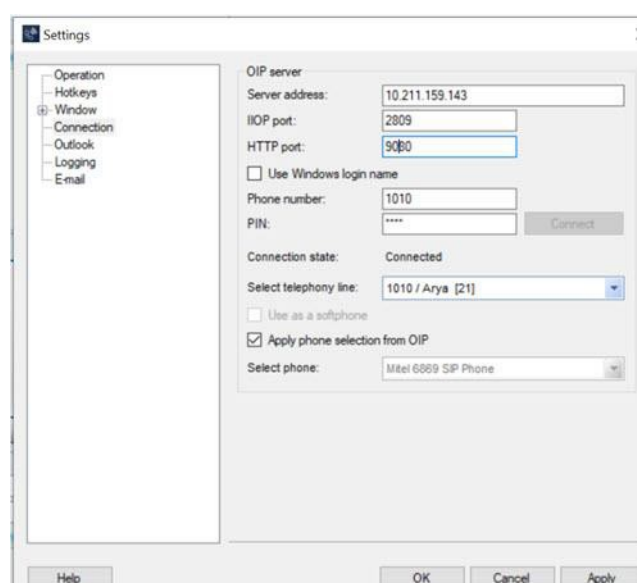 Settings
Operation
Hotkeys
Window
Connection
Outlook
Logging
E-mail
OIP server
Server address: 10.211.159.143
IIOP port: 2809
HTTP port: 9080
Use Windows login name
Phone number: 1010
PIN: **** Connect
Connection state: Connected
Select telephony line: 1010 / Arya [21]
Use as a softphone
Apply phone selection from OIP
Select phone: Mitel 6869 SIP Phone
Help OK Cancel Apply